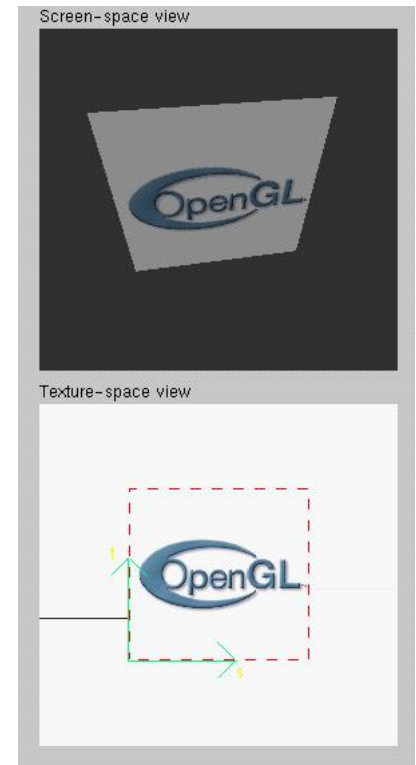 Screen-space view
OpenGL
Texture-space view
t
OpenGL
s